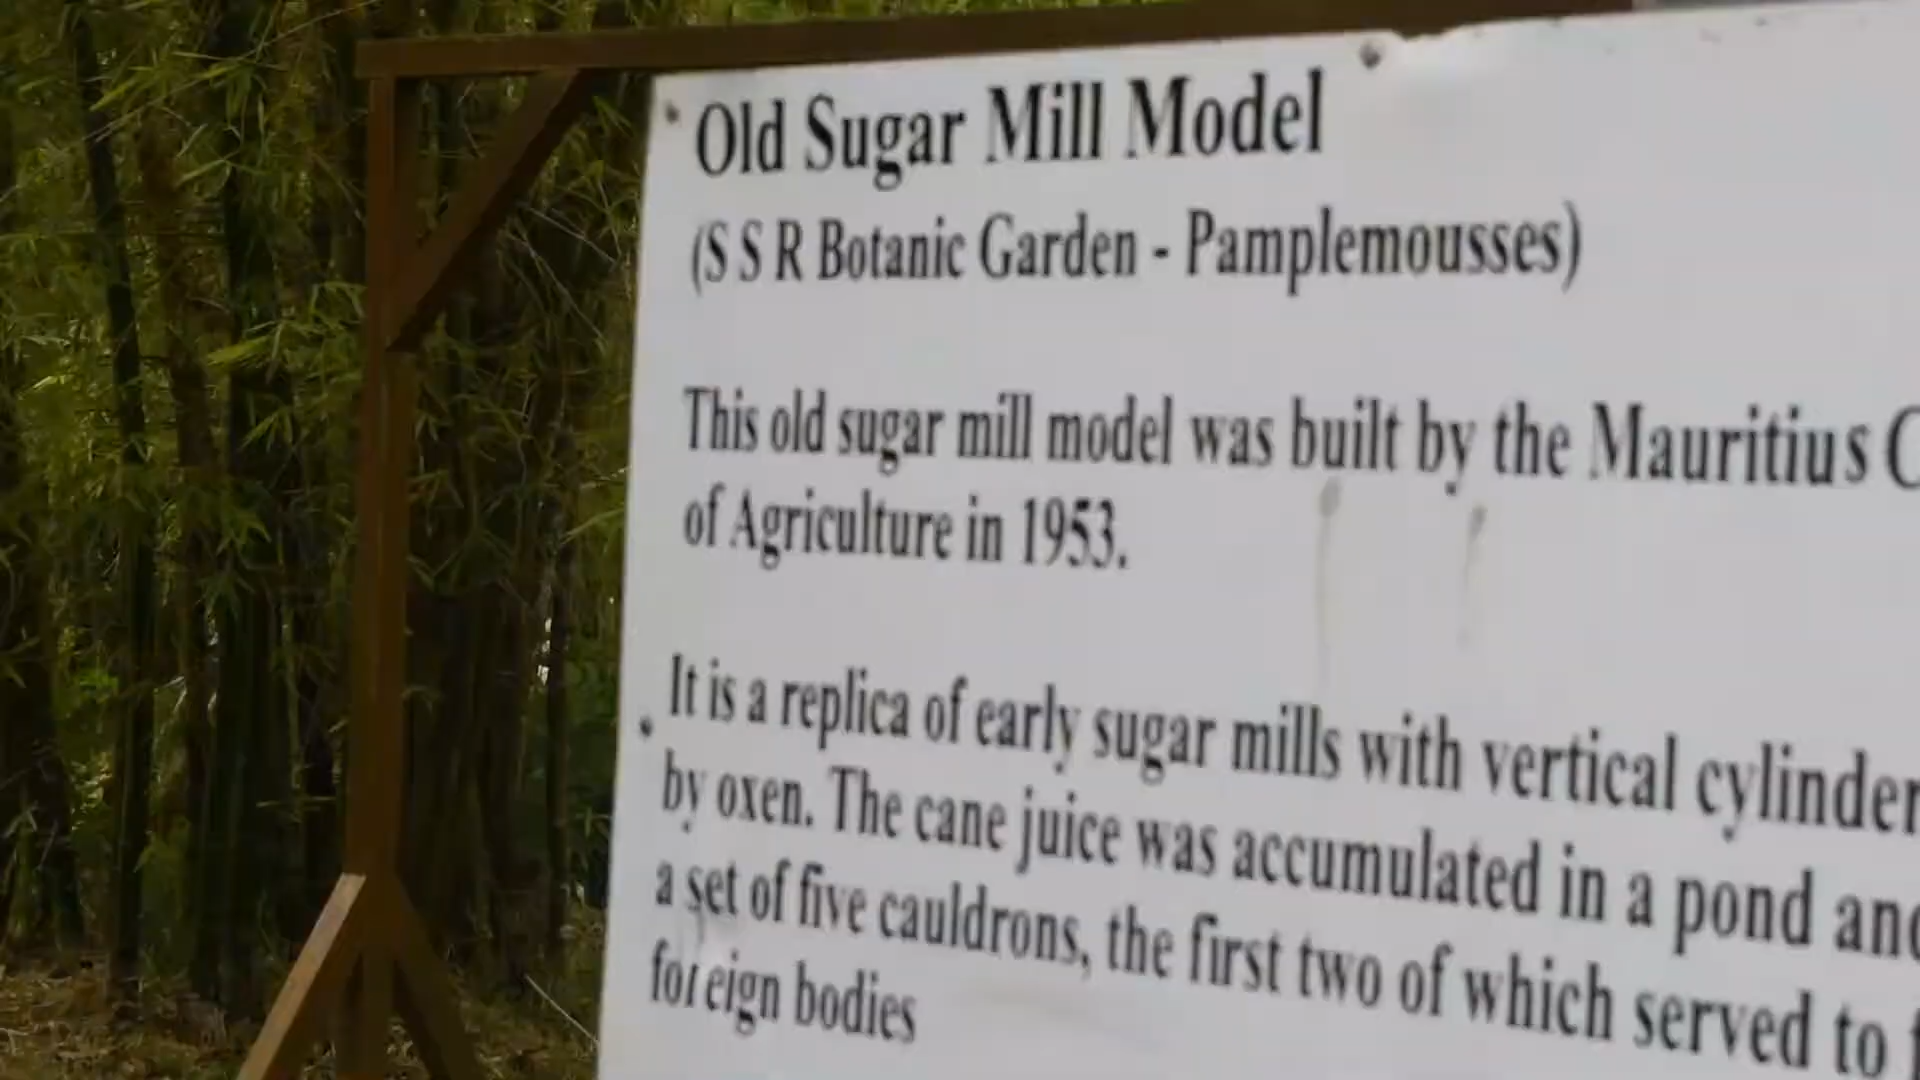 Old Sugar Mill Model
(S S R Botanic Garden - Pamplemousses)
This old sugar mill model was built by the Mauritius
of Agriculture in 1953.
It is a replica of early sugar mills with vertical
by oxen. The cane juice was accumulated in a pond
a set of five cauldrons, the first two of which served to
foreign bodies